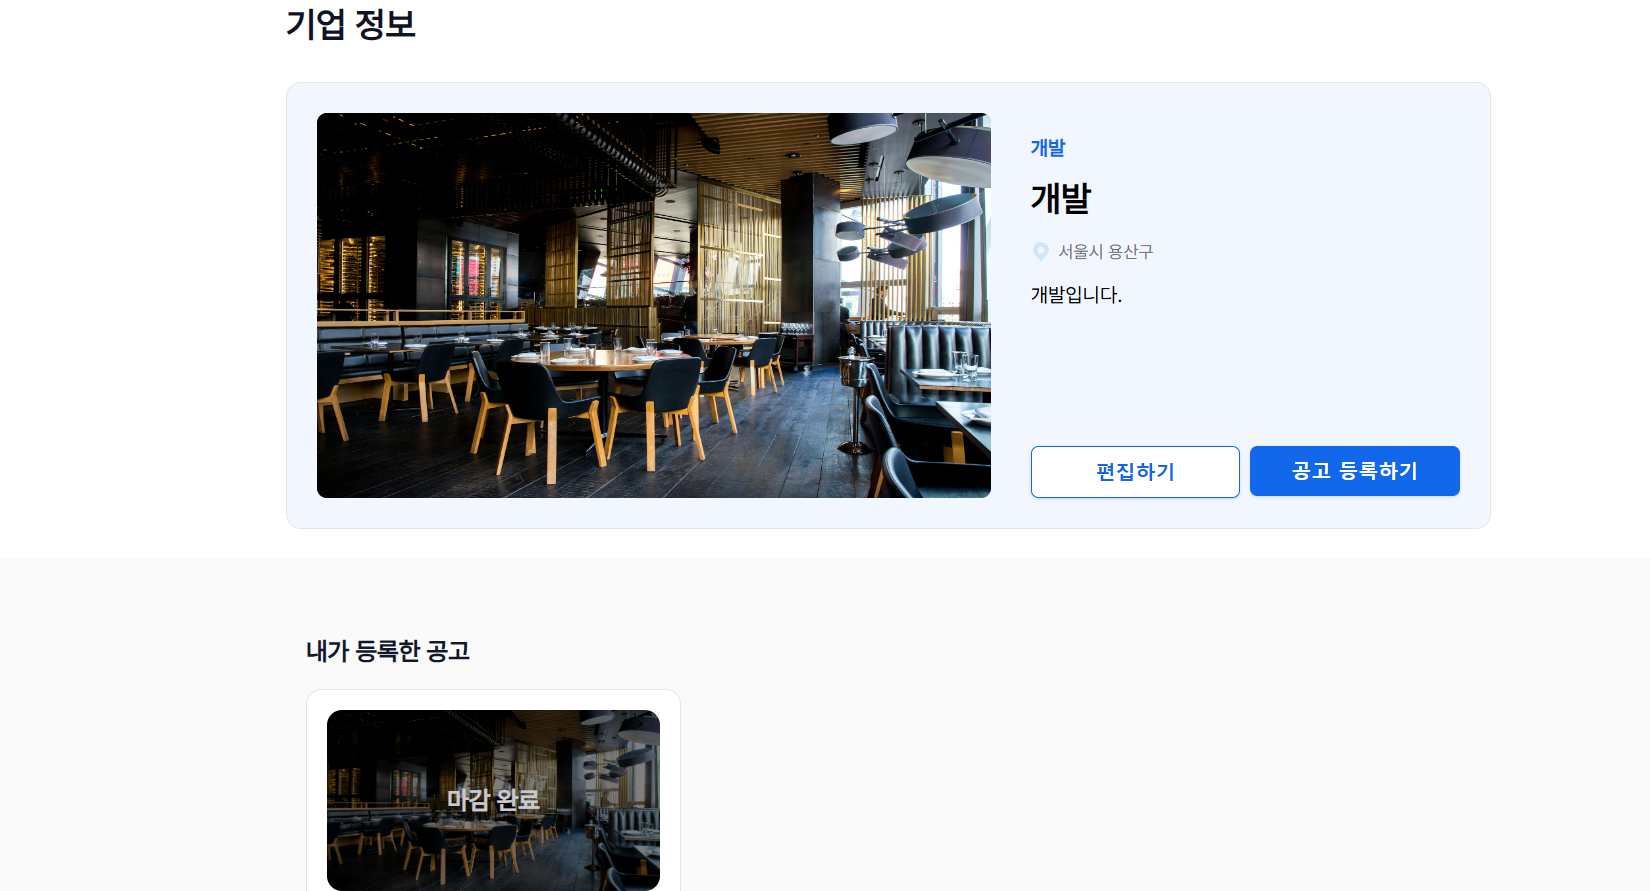 기업 정보
개발
개발
서울시 용산구
개발입니다.
편집하기
공고 등록하기
내가 등록한 공고
마감 완료